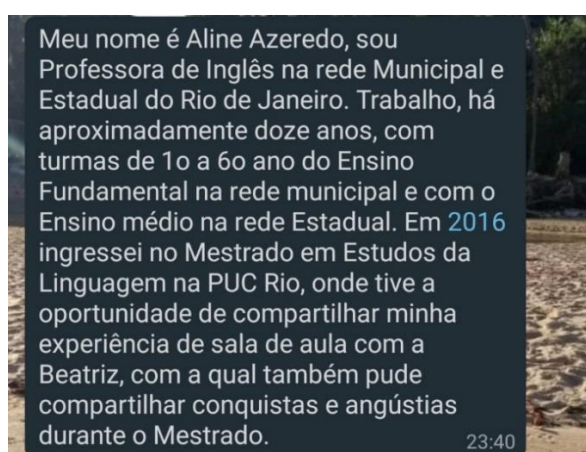 Meu nome é Aline Azeredo, sou
Professora de Inglês na rede Municipal e
Estadual do Rio de Janeiro. Trabalho, há
aproximadamente doze anos, com
turmas de 1o a 6o ano do Ensino
Fundamental na rede municipal e com o
Ensino médio na rede Estadual. Em 2016
ingressei no Mestrado em Estudos da
Linguagem na PUC Rio, onde tive a
oportunidade de compartilhar minha
experiência de sala de aula com a
Beatriz, com a qual também pude
compartilhar conquistas e angústias
durante o Mestrado. 23:40